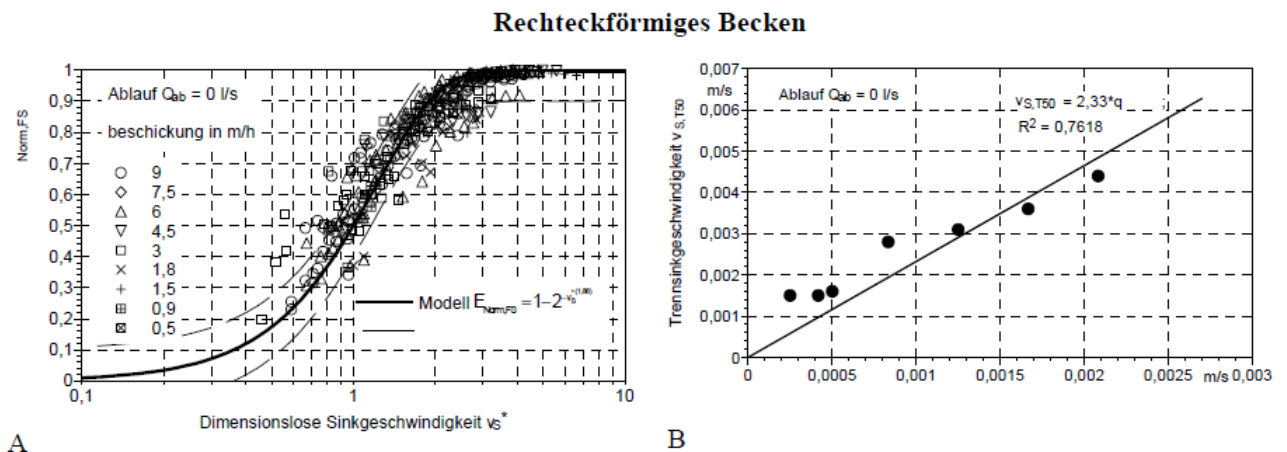 Rechteckförmiges Becken
Norm,FS
1
0,9
0,8
0,7
0,6
0,5
0,4
0,3
0,2
0,1
0
0,1
1
10
Ablauf Qab = 0 l/s
beschickung in m/h
9
7,5
6
4,5
3
1,8
1,5
0,9
0,5
Modell E Norm,FS = 1-2
Dimensionslose Sinkgeschwindigkeit vs*
A
Trennsinkgeschwindigkeit v S,T50
0,007
m/s
0,006
0,005
0,004
0,003
0,002
0,001
0
Ablauf Qab = 0 l/s
vS,T50 = 2,33*q ;
R2 = 0,7618
0
0,0005
0,001
0,0015
0,002
0,0025
m/s
0,003
B